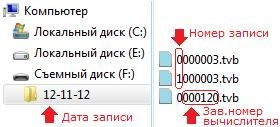 Компьютер
Локальный диск (C:)
Локальный диск (E:)
Съемный диск (F:)
12-11-12
Дата записи
Номер записи
0000003.tvb
1000003.tvb
0000120.tvb
Зав.номер
вычислителя